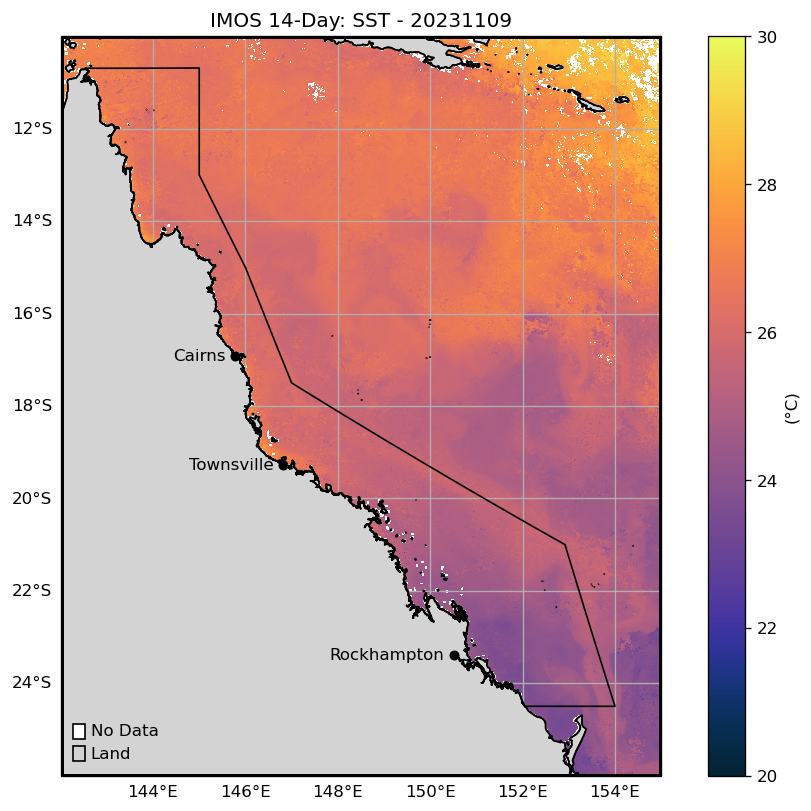 IMOS 14-Day: SST - 20231109
12°S
14°S
16°S
18°S
20°S
22°S
24°S
Cairns
Townsville
Rockhampton
No Data
Land
144°E 146°E 148°E 150°E 152°E 154°E
30
28
26
24
22
20
(°C)